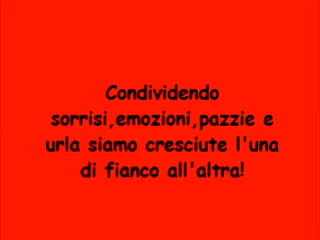 Condividendo
sorrisi,emozioni,pazzie e
urla siamo cresciute l'una
di fianco all'altra!